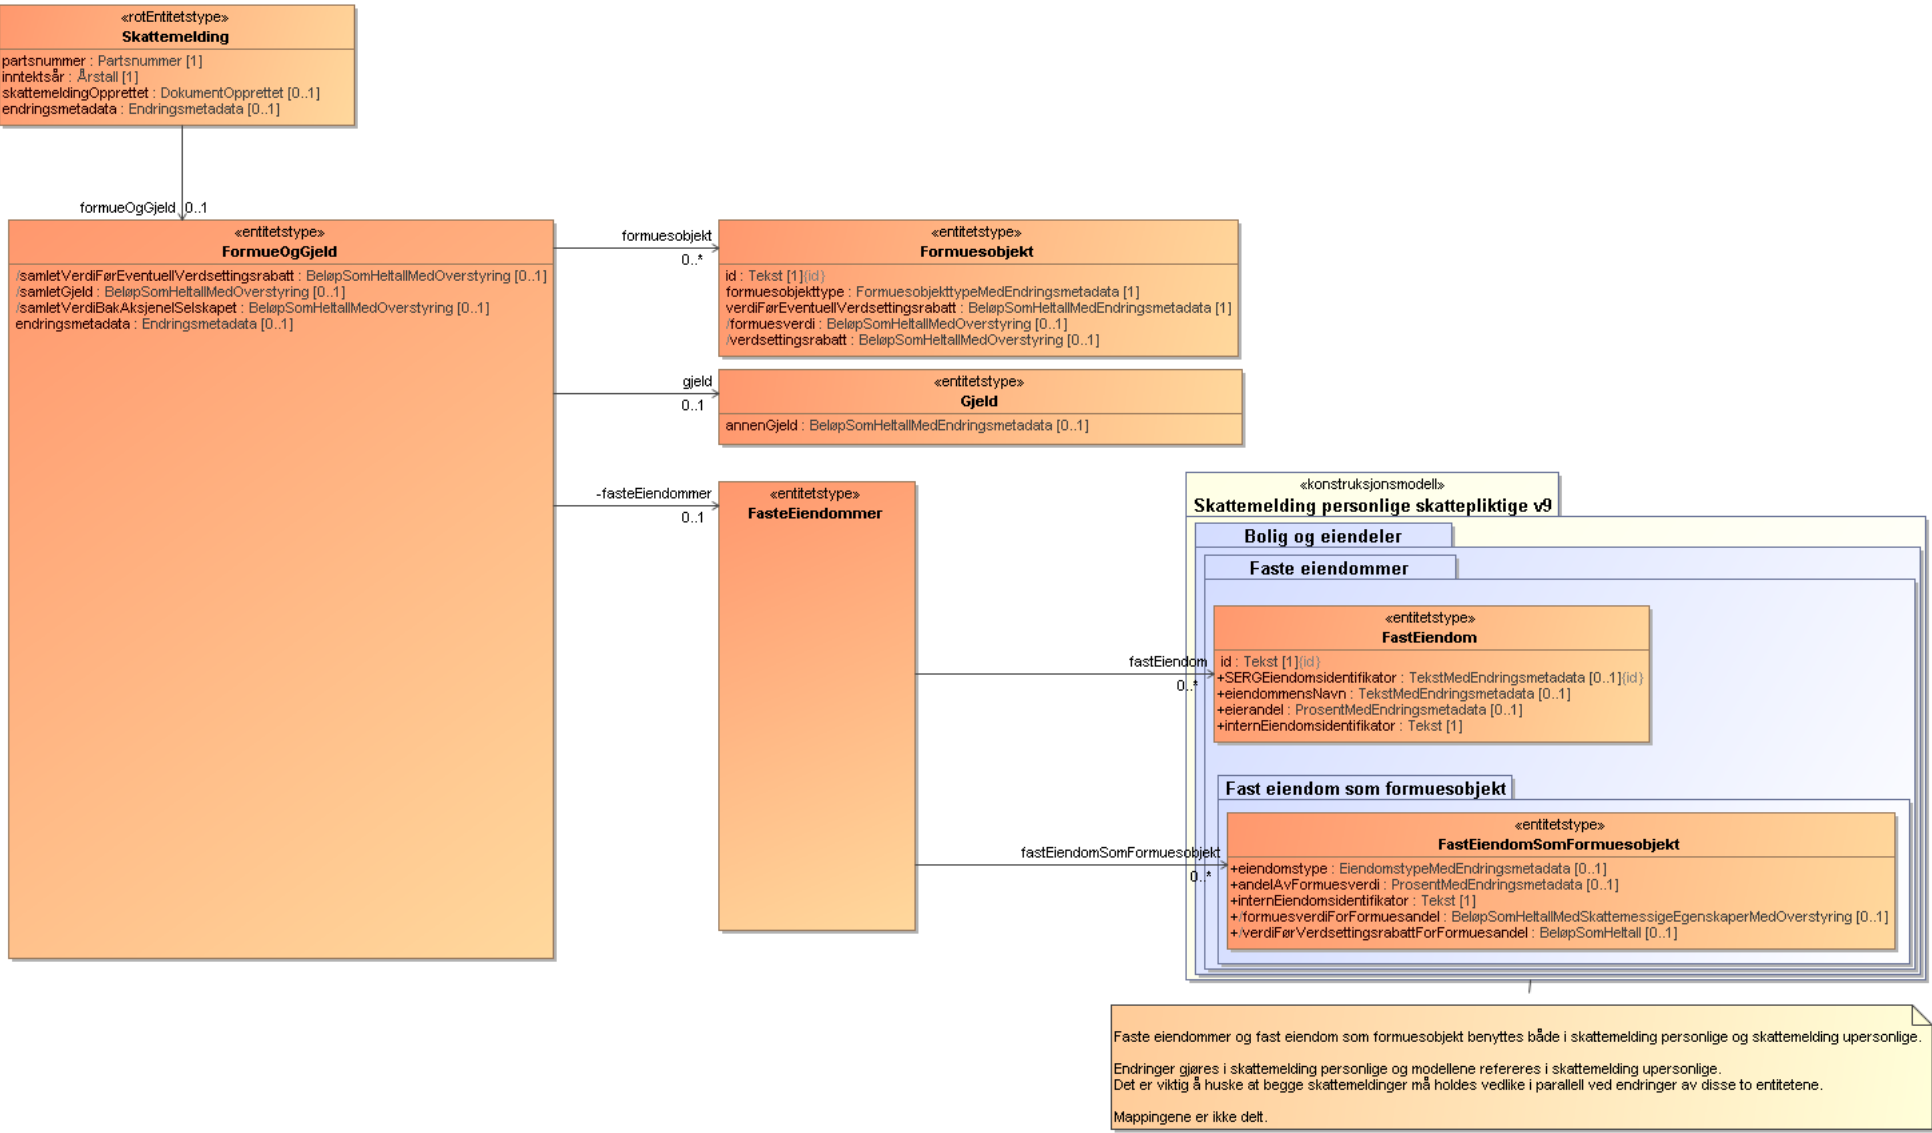 «rotEntitetstype»
Skattemelding
partsnummer : Partsnummer [1]
inntektsår : Årstall [1]
skattemeldingOpprettet : DokumentOpprettet [0..1]
endringsmetadata : Endringsmetadata [0..1]
formueOgGjeld 0..1
«entitetstype»
FormueOgGjeld
/samletVerdiFørEventuellVerdsettingsrabatt : BeløpSomHeltallMedOverstyring [0..1]
/samletGjeld : BeløpSomHeltallMedOverstyring [0..1]
/samletVerdiBakAksjeneISelskapet : BeløpSomHeltallMedOverstyring [0..1]
endringsmetadata : Endringsmetadata [0..1]
formuesobjekt
0..*
«entitetstype»
Formuesobjekt
id : Tekst [1]{id}
formuesobjekttype : FormuesobjekttypeMedEndringsmetadata [1]
verdiFørEventuellVerdsettingsrabatt : BeløpSomHeltallMedEndringsmetadata [1]
/formuesverdi : BeløpSomHeltallMedOverstyring [0..1]
/verdsettingsrabatt : BeløpSomHeltallMedOverstyring [0..1]
gjeld
0..1
«entitetstype»
Gjeld
annenGjeld : BeløpSomHeltallMedEndringsmetadata [0..1]
-fasteEiendommer
0..1
«entitetstype»
FasteEiendommer
«konstruksjonsmodell»
Skattemelding personlige skattepliktige v9
Bolig og eiendeler
Faste eiendommer
fastEiendom
0..*
«entitetstype»
FastEiendom
id : Tekst [1]{id}
+SERGEiendomsidentifikator : TekstMedEndringsmetadata [0..1]{id}
+eiendommensNavn : TekstMedEndringsmetadata [0..1]
+eierandel : ProsentMedEndringsmetadata [0..1]
+internEiendomsidentifikator : Tekst [1]
Fast eiendom som formuesobjekt
fastEiendomSomFormuesobjekt
0..*
«entitetstype»
FastEiendomSomFormuesobjekt
+eiendomstype : EiendomstypeMedEndringsmetadata [0..1]
+andelAvFormuesverdi : ProsentMedEndringsmetadata [0..1]
+internEiendomsidentifikator : Tekst [1]
+/formuesverdiForFormuesandel : BeløpSomHeltallMedSkattemessigeEgenskaperMedOverstyring [0..1]
+/verdiFørVerdsettingsrabattForFormuesandel : BeløpSomHeltall [0..1]
Faste eiendommer og fast eiendom som formuesobjekt benyttes både i skattemelding personlige og skattemelding upersonlige.
Endringer gjøres i skattemelding personlige og modellene refereres i skattemelding upersonlige.
Det er viktig å huske at begge skattemeldinger må holdes vedlike i parallell ved endringer av disse to entitetene.
Mappingene er ikke delt.